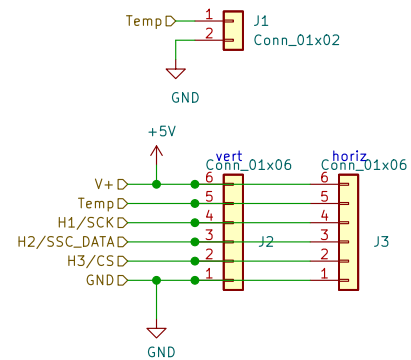 Temp 1 J1
2 Conn_01x02
GND
+5V
vert horiz
Conn_01x06 Conn_01x06
V+ 6 6
Temp 5 5
H1/SCK 4 4
H2/SSC_DATA 3 J2 3 J3
H3/CS 2 2
GND 1 1
GND